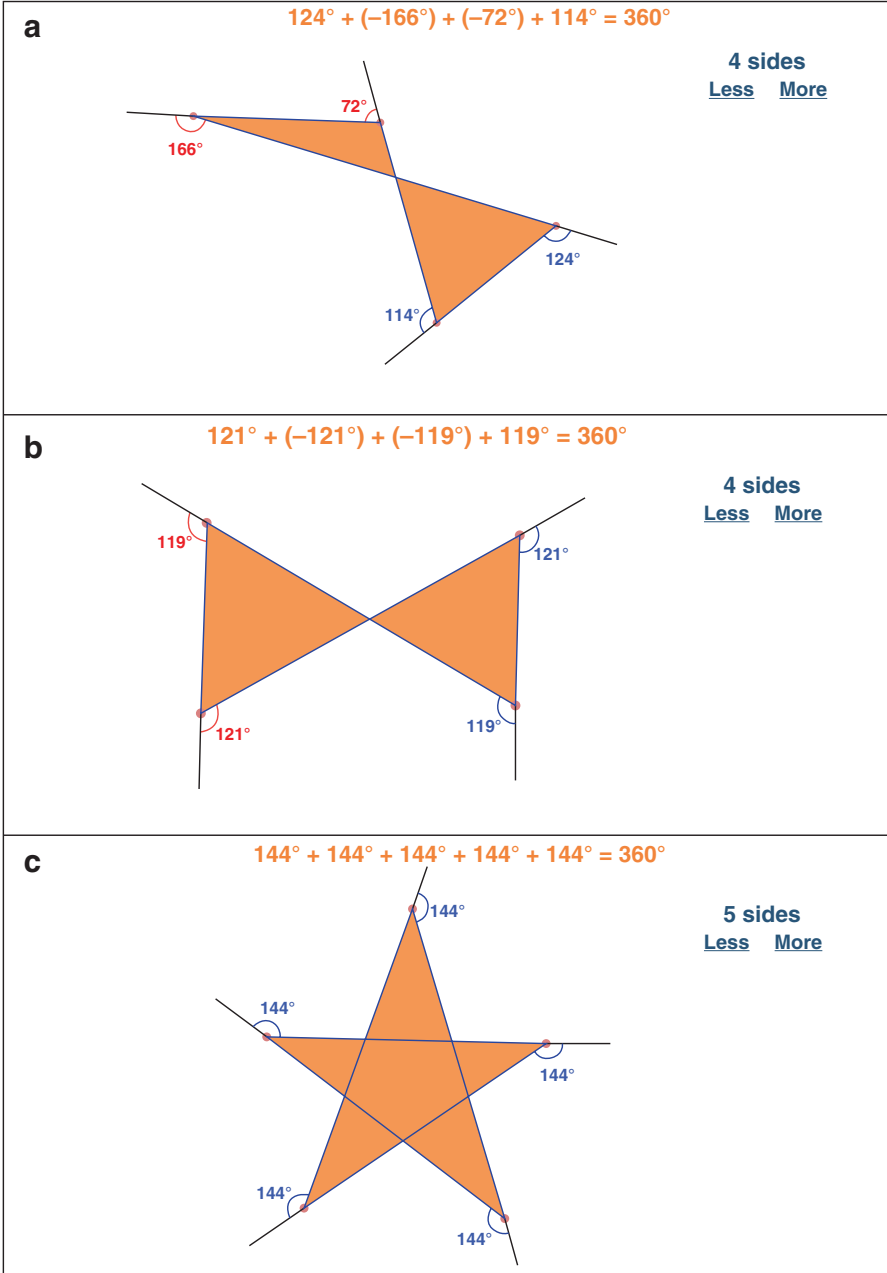 a
124° + (–166°) + (–72°) + 114° = 360°
4 sides
Less More
72°
166°
124°
114°
b
121° + (–121°) + (–119°) + 119° = 360°
4 sides
Less More
119°
121°
121°
119°
c
144° + 144° + 144° + 144° + 144° = 360°
5 sides
Less More
144°
144°
144°
144°
144°